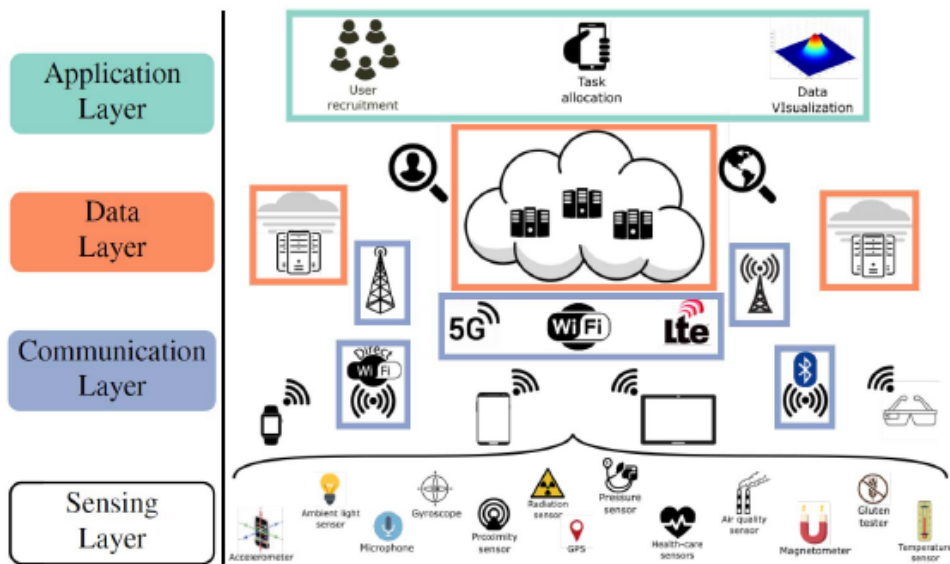 Application
Layer
User
recruitment
Task
allocation
Data
VIsualization
Data
Layer
Communication
Layer
5G
WiFi
Lte
Direct
WiFi
Sensing
Layer
Accelerometer
Ambient light
sensor
Microphone
Gyroscope
Proximity
sensor
Radiation
sensor
GPS
Pressure
sensor
Health-care
sensors
Air quality
sensor
Magnetometer
Gluten
tester
Temperature
sensor